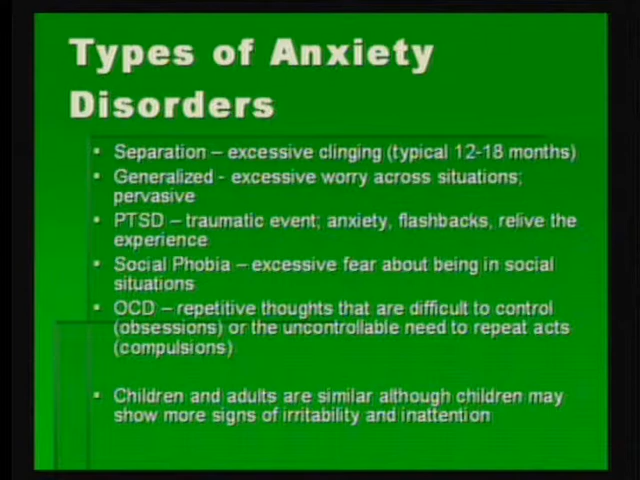 Types of Anxiety
Disorders
• Separation – excessive clinging (typical 12-18 months)
• Generalized - excessive worry across situations;
pervasive
• PTSD – traumatic event; anxiety, flashbacks, relive the
experience
• Social Phobia – excessive fear about being in social
situations
• OCD – repetitive thoughts that are difficult to control
(obsessions) or the uncontrollable need to repeat acts
(compulsions)
• Children and adults are similar although children may
show more signs of irritability and inattention